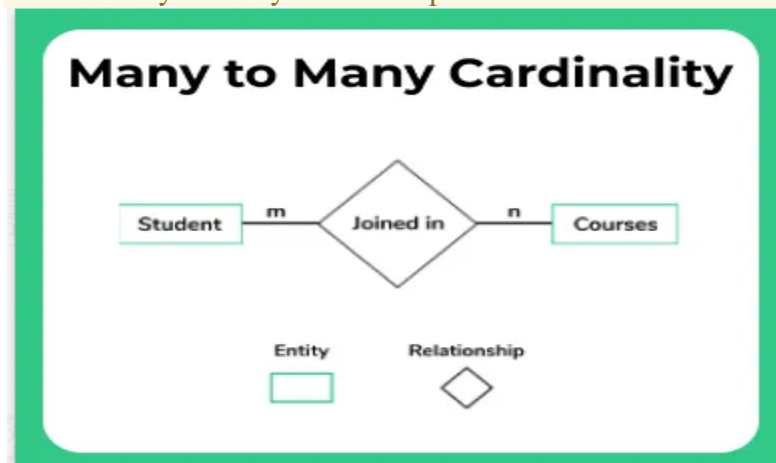 Many to Many Cardinality
m
n
Student
Joined in
Courses
Entity
Relationship